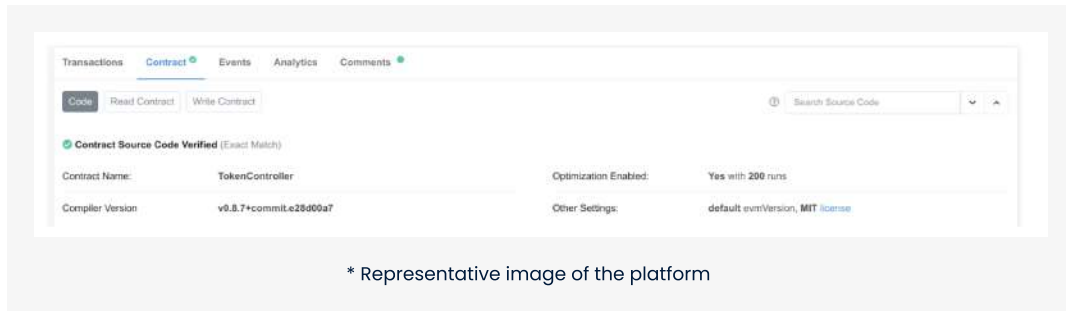 Transactions Contract Events Analytics Comments
Code Read Contract Write Contract Search Source Code
Contract Source Code Verified (Exact Match)
Contract Name: TokenController Optimization Enabled: Yes with 200 runs
Compiler Version v0.8.7+commit.e28d00a7 Other Settings: default evmVersion, MIT license
* Representative image of the platform